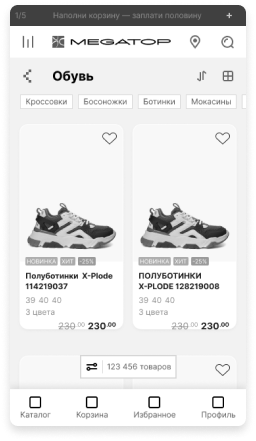 1/5 Наполни корзину — заплати половину +
MEGATOP
Обувь
Кроссовки Босоножки Ботинки Мокасины
НОВИНКА ХИТ -25% НОВИНКА ХИТ -25%
Полуботинки X-Plode ПОЛУБОТИНКИ
114219037 X-PLODE 128219008
39 40 40 39 40 40
3 цвета 3 цвета
230.00 230.00 230.00 230.00
123 456 товаров
Каталог Корзина Избранное Профиль